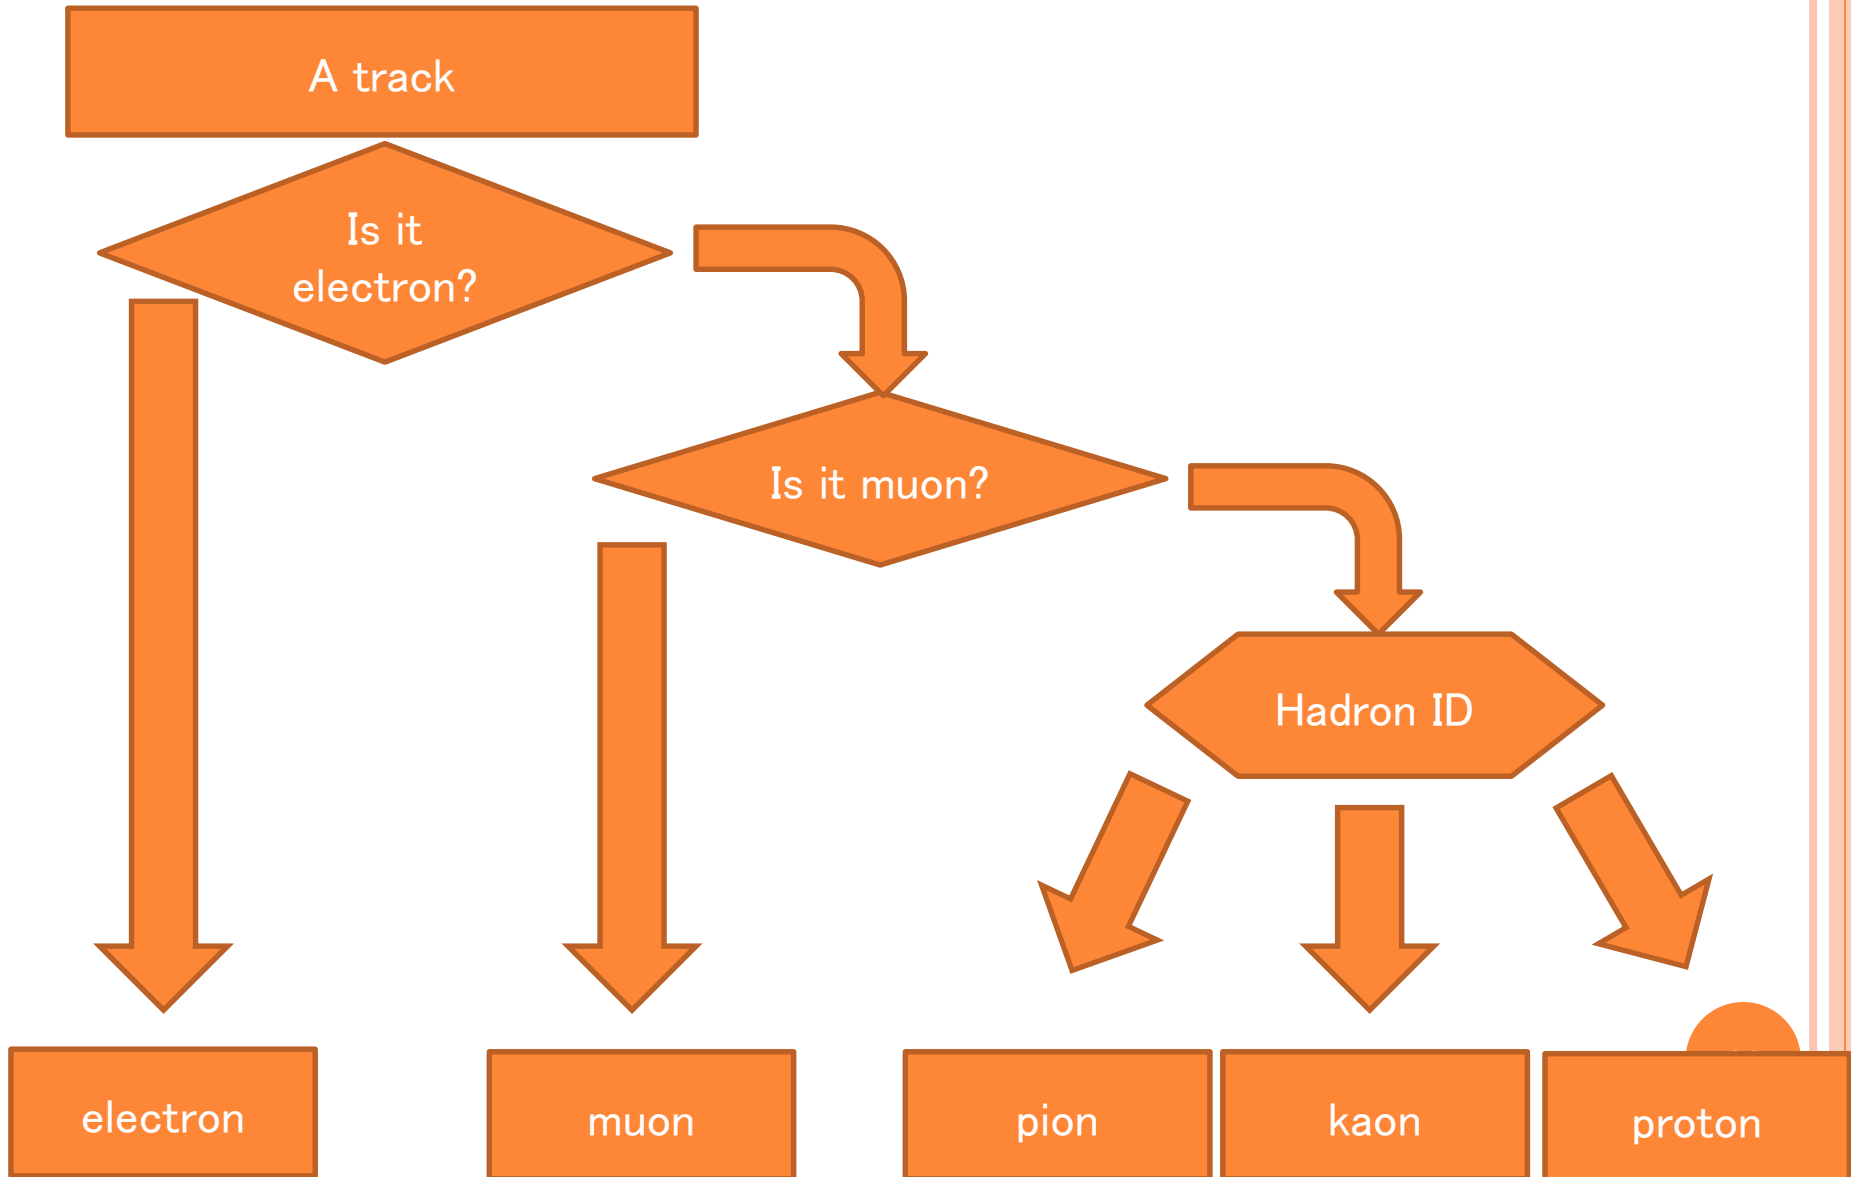 A track
Is it
electron?
Is it muon?
Hadron ID
electron
muon
pion
kaon
proton